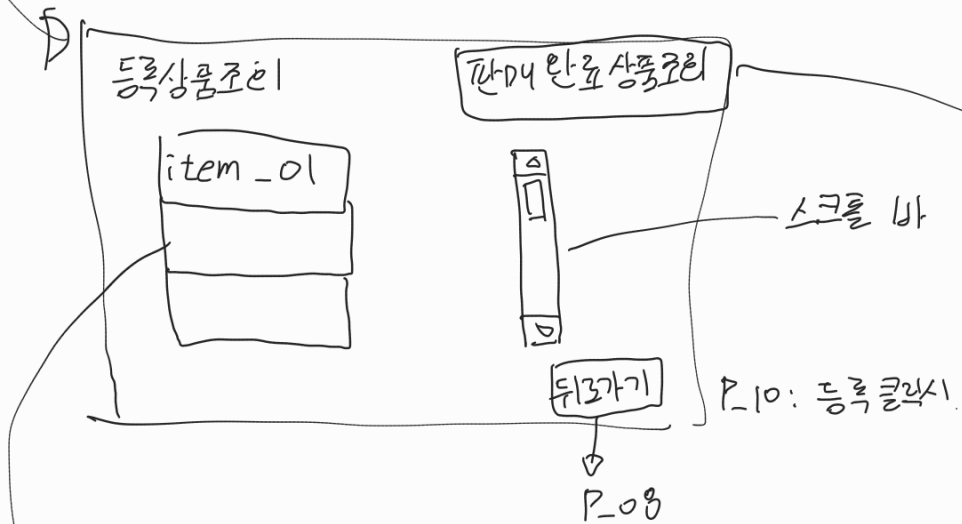 등록상품조회
판매 완료 상품조회
item_01
스크롤 바
뒤로가기
P_10: 등록 클릭시
P_08